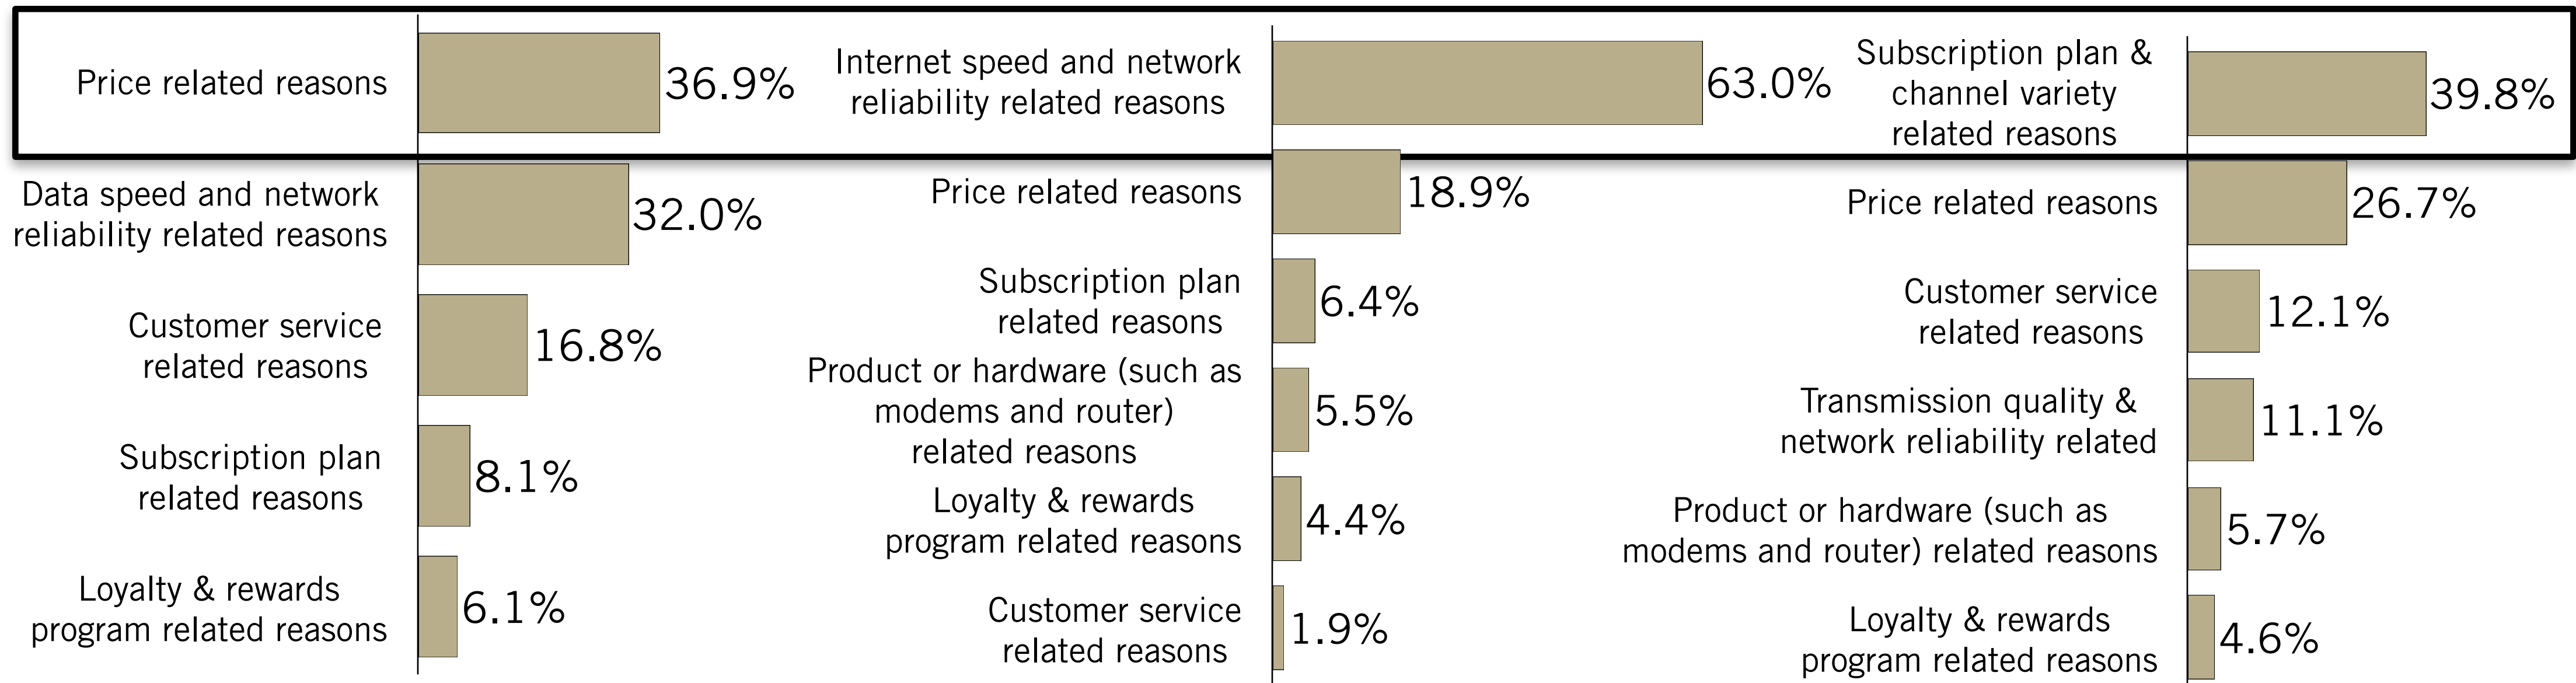 Price related reasons
36.9%
Data speed and network
reliability related reasons
32.0%
Customer service
related reasons
16.8%
Subscription plan
related reasons
8.1%
Loyalty & rewards
program related reasons
6.1%
Internet speed and network
reliability related reasons
63.0%
Price related reasons
18.9%
Subscription plan
related reasons
6.4%
Product or hardware (such as
modems and router)
related reasons
5.5%
Loyalty & rewards
program related reasons
4.4%
Customer service
related reasons
1.9%
Subscription plan &
channel variety
related reasons
39.8%
Price related reasons
26.7%
Customer service
related reasons
12.1%
Transmission quality &
network reliability related
11.1%
Product or hardware (such as
modems and router) related reasons
5.7%
Loyalty & rewards
program related reasons
4.6%